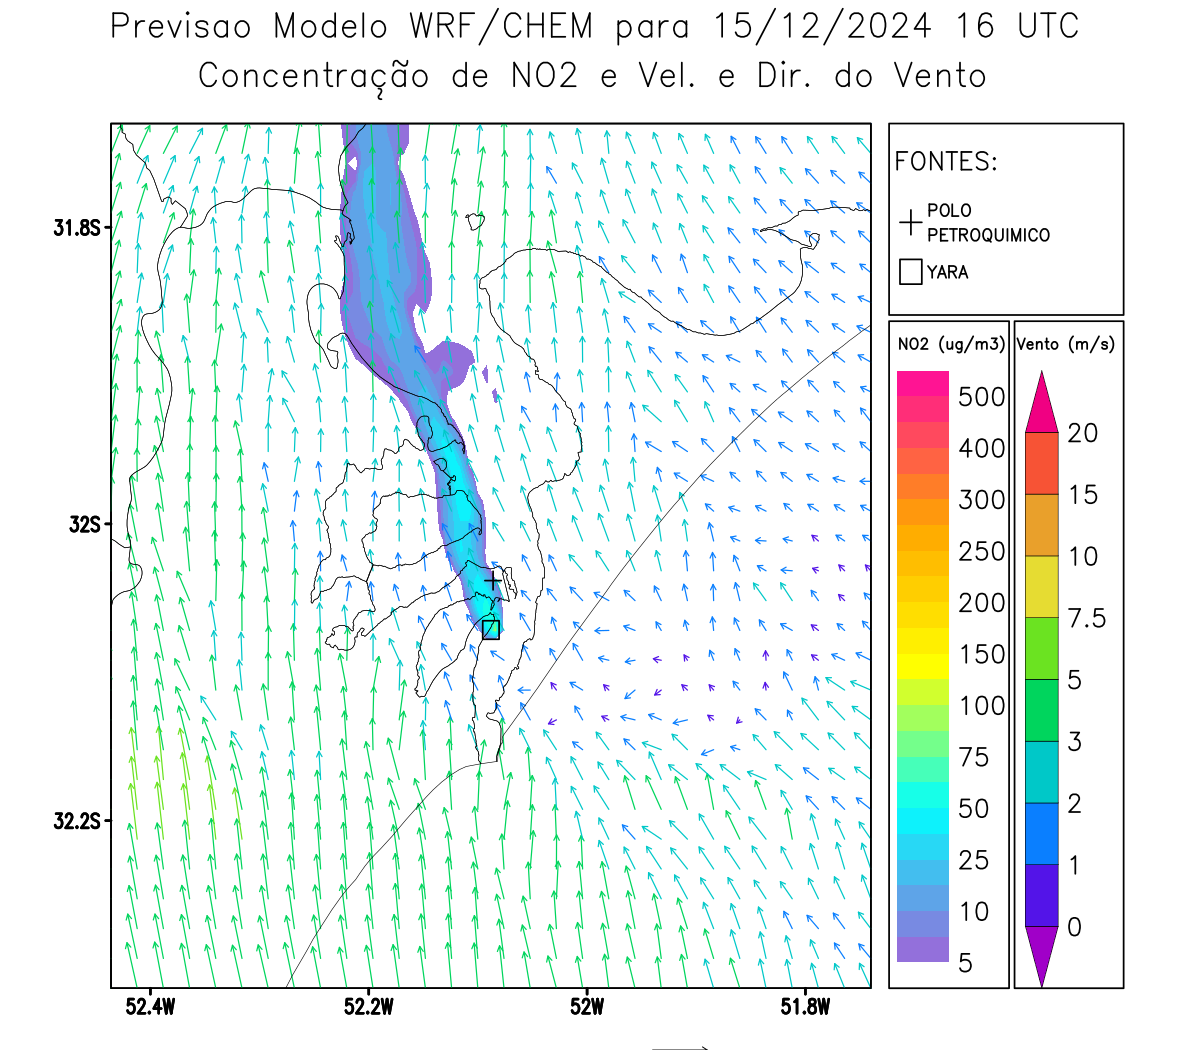 Previsao Modelo WRF/CHEM para 15/12/2024 16 UTC
Concentração de NO2 e Vel. e Dir. do Vento
FONTES:
POLO
PETROQUIMICO
YARA
31.8S
32S
32.2S
52.4W
52.2W
52W
51.8W
NO2 (ug/m3)
500
400
300
250
200
150
100
75
50
25
10
5
Vento (m/s)
20
15
10
7.5
5
3
2
1
0